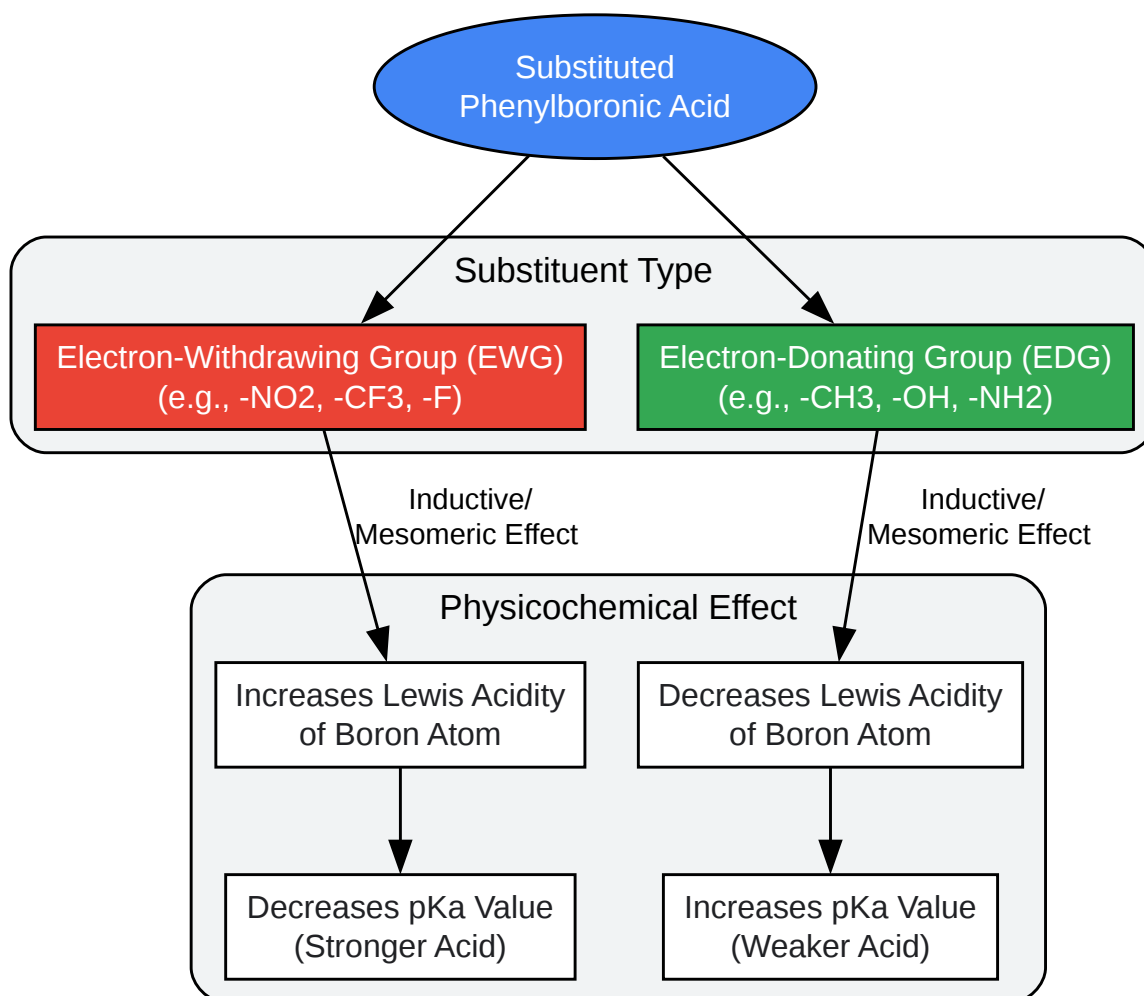 Substituted
Phenylboronic Acid
Substituent Type
Electron-Withdrawing Group (EWG)
(e.g., -NO2, -CF3, -F)
Electron-Donating Group (EDG)
(e.g., -CH3, -OH, -NH2)
Inductive/
Mesomeric Effect
Inductive/
Mesomeric Effect
Physicochemical Effect
Increases Lewis Acidity
of Boron Atom
Decreases Lewis Acidity
of Boron Atom
Decreases pKa Value
(Stronger Acid)
Increases pKa Value
(Weaker Acid)